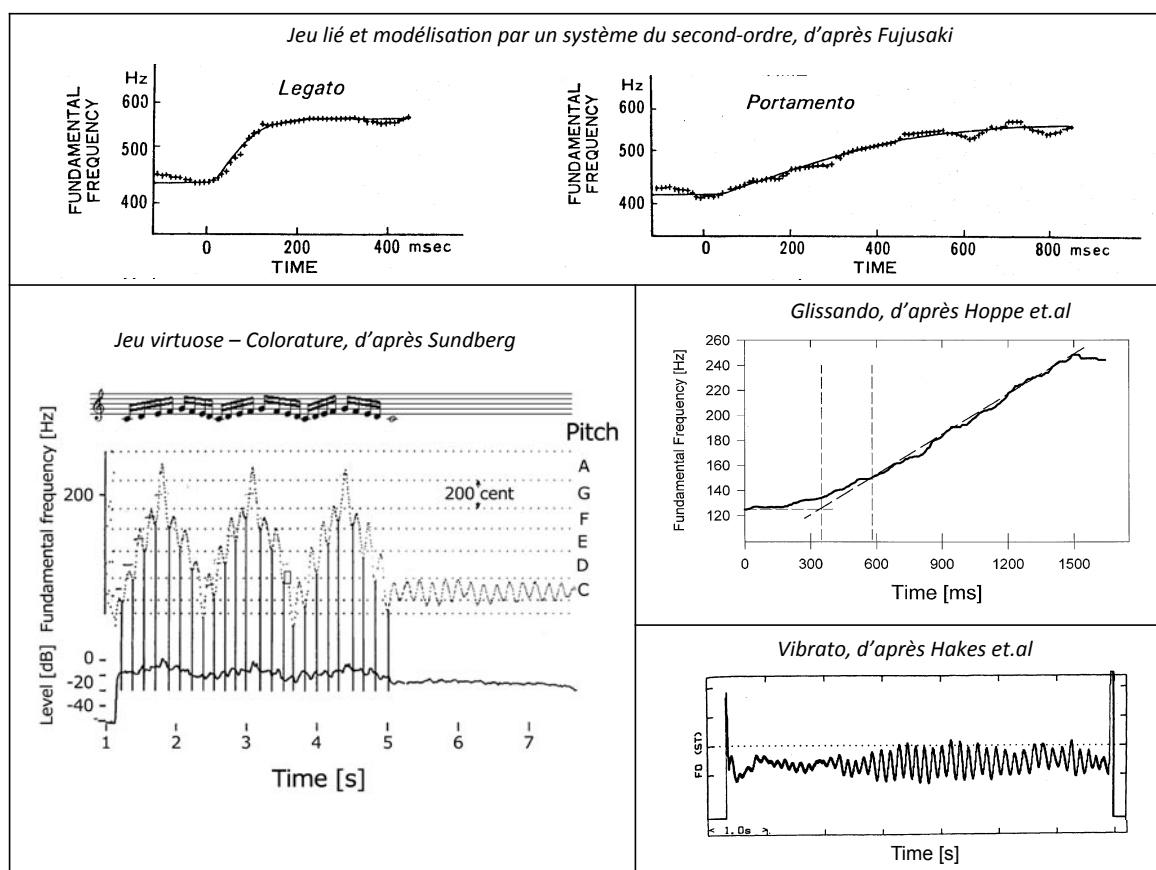 Jeu lié et modélisation par un système du second-ordre, d'après Fujusaki
Legato
FUNDAMENTAL
FREQUENCY
Hz
600
500
400
0 200 400 msec
TIME
Portamento
FUNDAMENTAL
FREQUENCY
Hz
600
500
400
0 200 400 600 800 msec
TIME
Jeu virtuose – Colorature, d'après Sundberg
Fundamental frequency [Hz]
200
Pitch
A
G
F
E
D
C
200 cent
Level [dB]
0
-20
-40
1 2 3 4 5 6 7
Time [s]
Glissando, d'après Hoppe et.al
Fundamental Frequency [Hz]
260
240
220
200
180
160
140
120
0 300 600 900 1200 1500
Time [ms]
Vibrato, d'après Hakes et.al
F0 (ST)
< 1.0s >
Time [s]